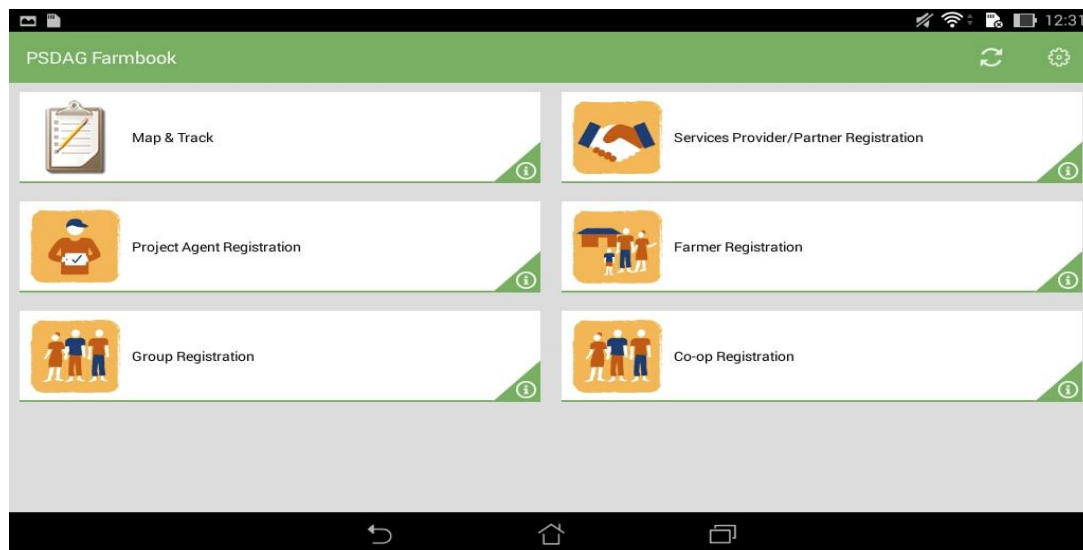 12:31
PSDAG Farmbook
Map & Track
Services Provider/Partner Registration
Project Agent Registration
Farmer Registration
Group Registration
Co-op Registration